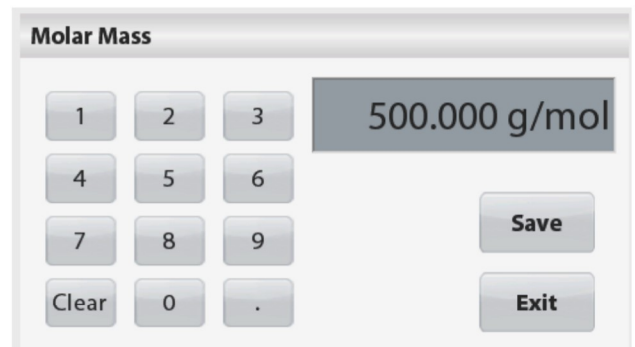 Molar Mass
1 2 3
500.000 g/mol
4 5 6
Save
7 8 9
Clear 0 .
Exit